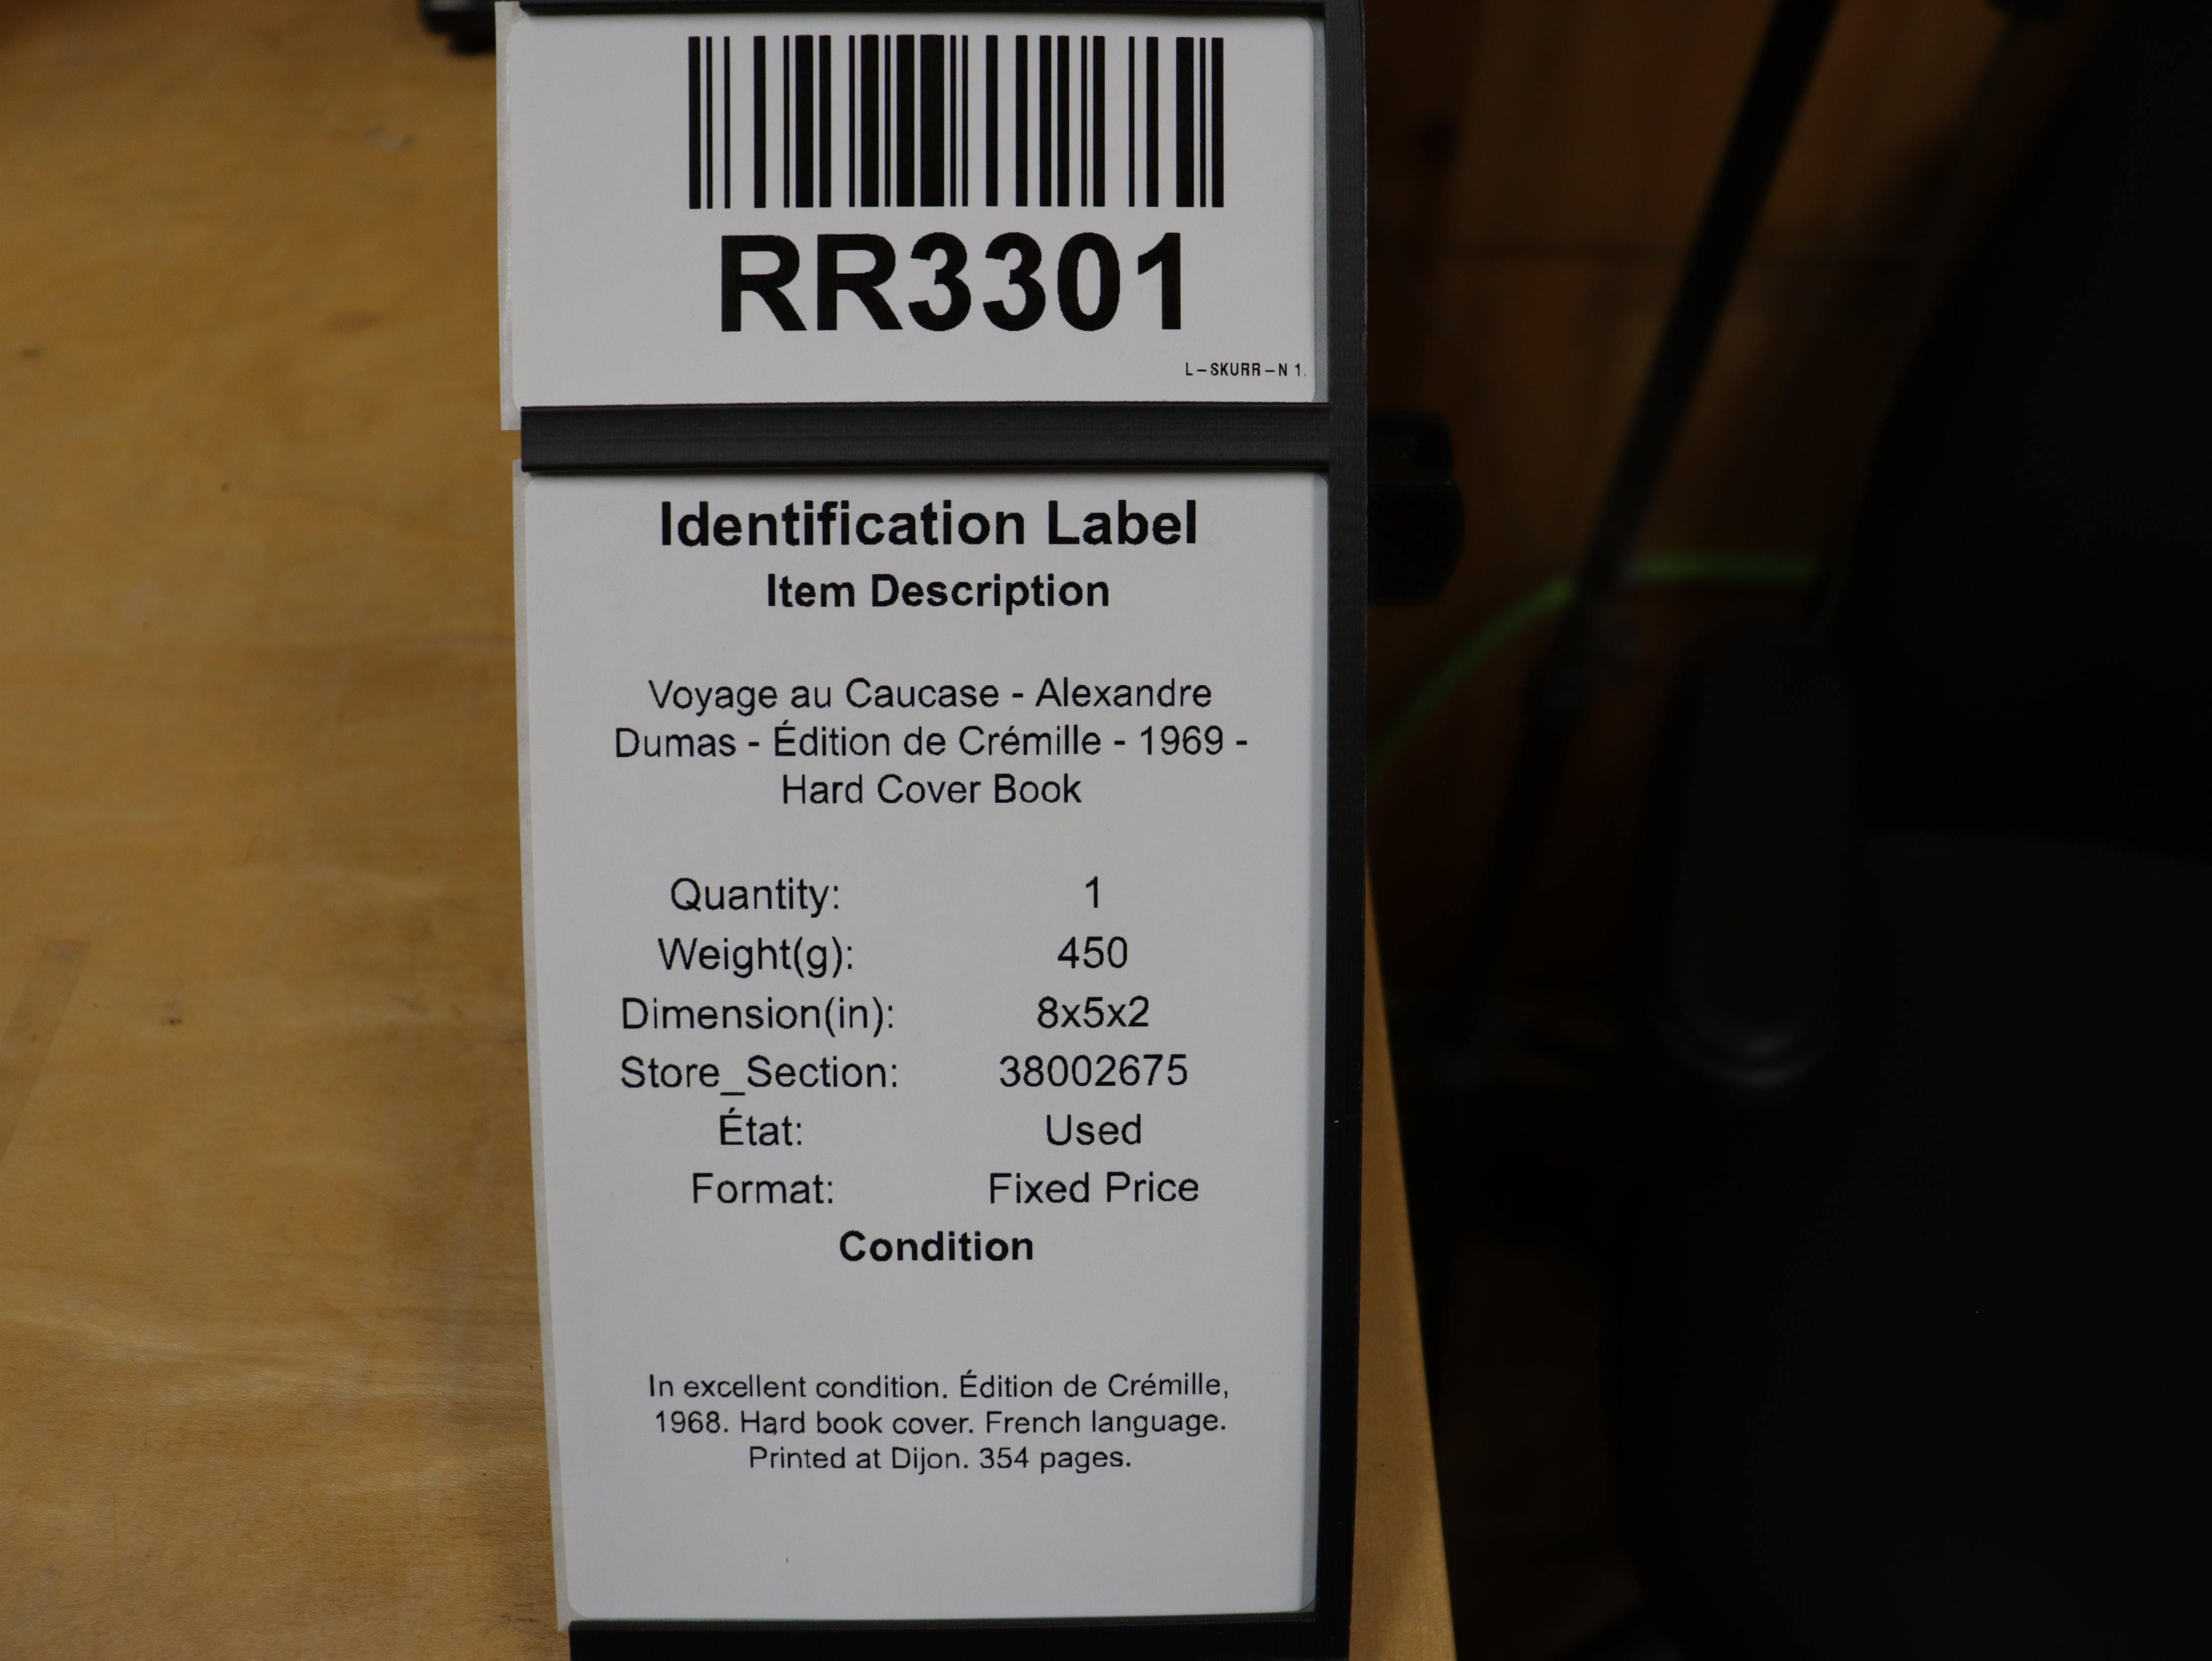 RR3301
L-SKURR-N 1.
Identification Label
Item Description
Voyage au Caucase - Alexandre
Dumas - Édition de Crémille - 1969 -
Hard Cover Book
Quantity: 1
Weight(g): 450
Dimension(in): 8x5x2
Store_Section: 38002675
État: Used
Format: Fixed Price
Condition
In excellent condition. Édition de Crémille,
1968. Hard book cover. French language.
Printed at Dijon. 354 pages.